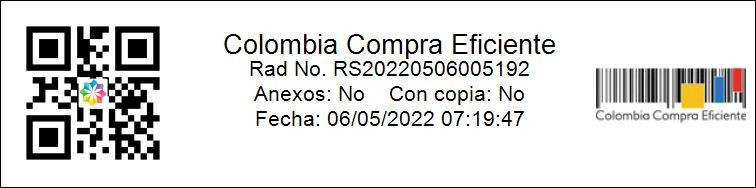 Colombia Compra Eficiente
Rad No. RS20220506005192
Anexos: No Con copia: No
Fecha: 06/05/2022 07:19:47
Colombia Compra Eficiente